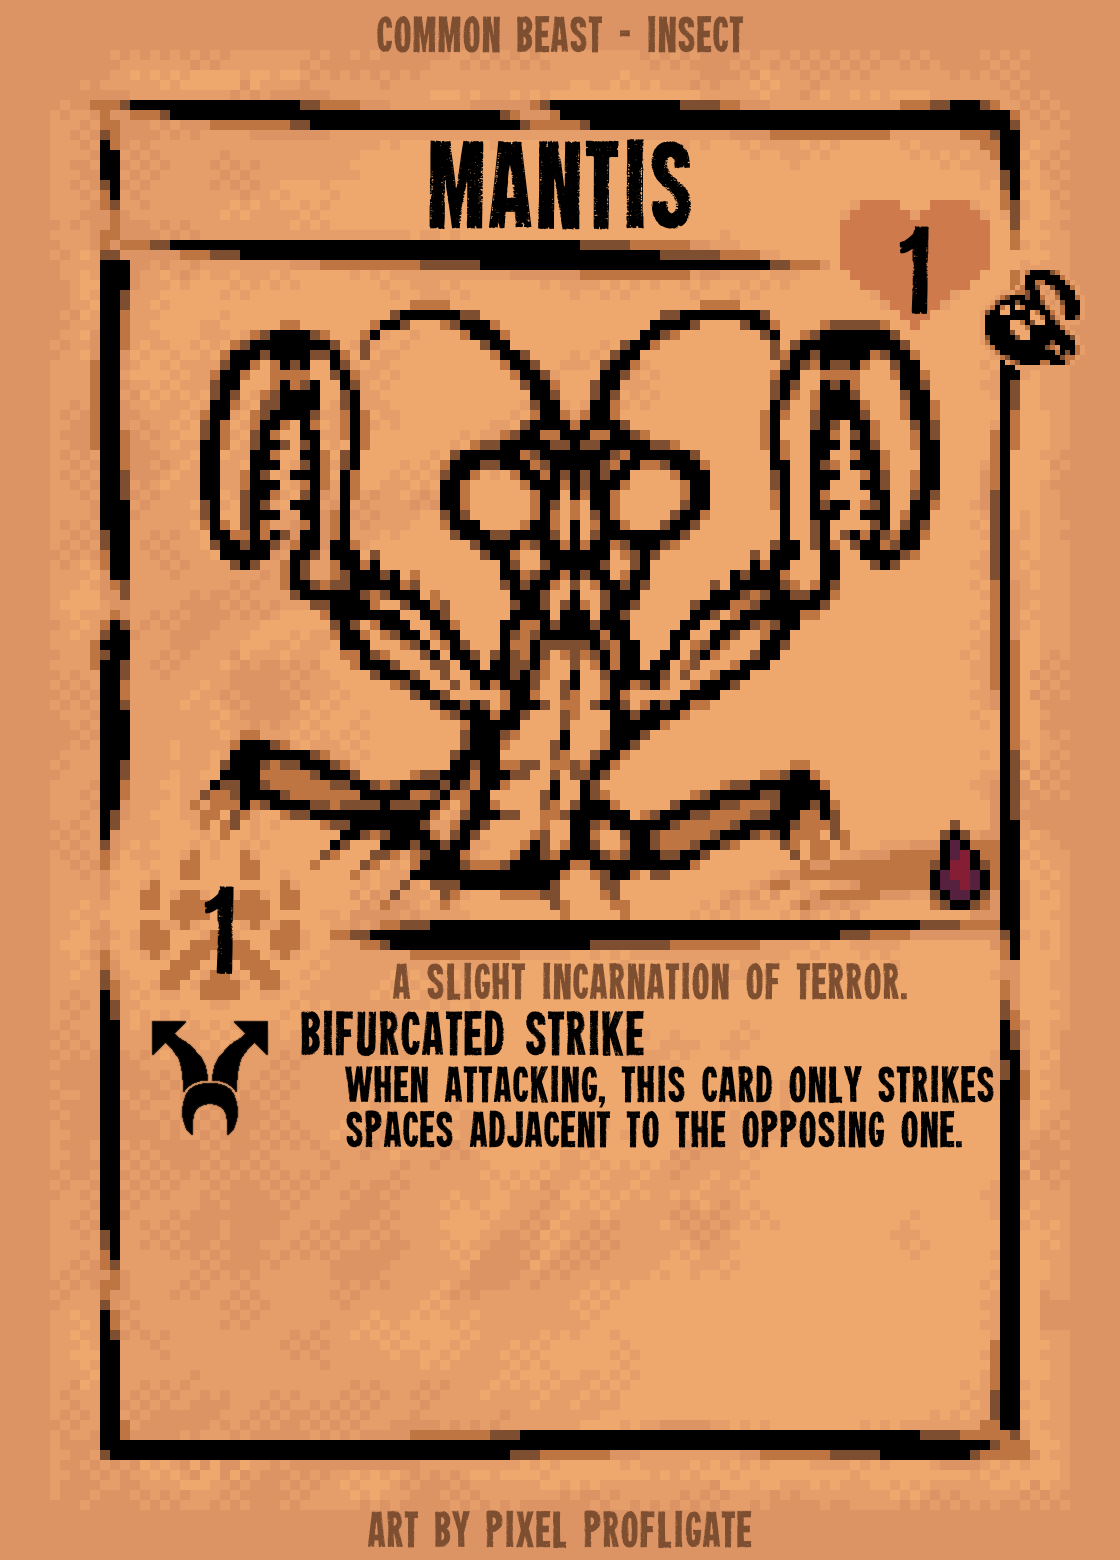 COMMON BEAST - INSECT
MANTIS
1
1
A SLIGHT INCARNATION OF TERROR.
BIFURCATED STRIKE
WHEN ATTACKING, THIS CARD ONLY STRIKES
SPACES ADJACENT TO THE OPPOSING ONE.
ART BY PIXEL PROFLIGATE